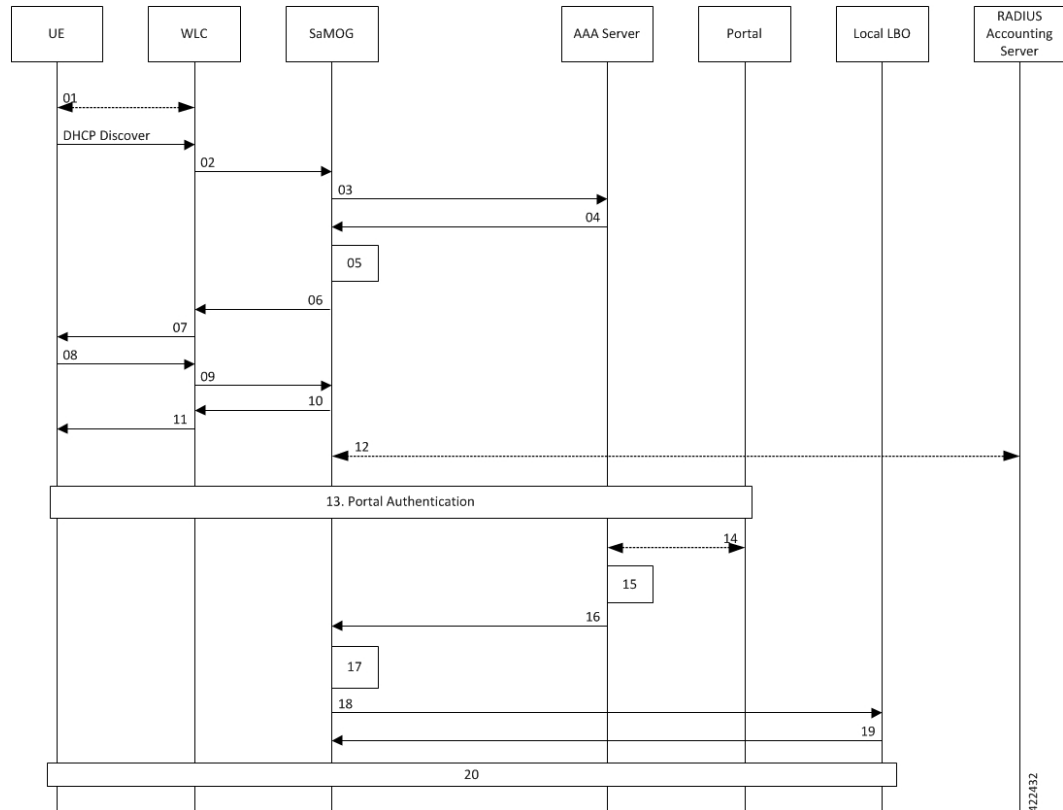 UE
WLC
SaMOG
AAA Server
Portal
Local LBO
RADIUS
Accounting
Server
01
DHCP Discover
02
03
04
05
06
07
08
09
10
11
12
13. Portal Authentication
14
15
16
17
18
19
20
422432